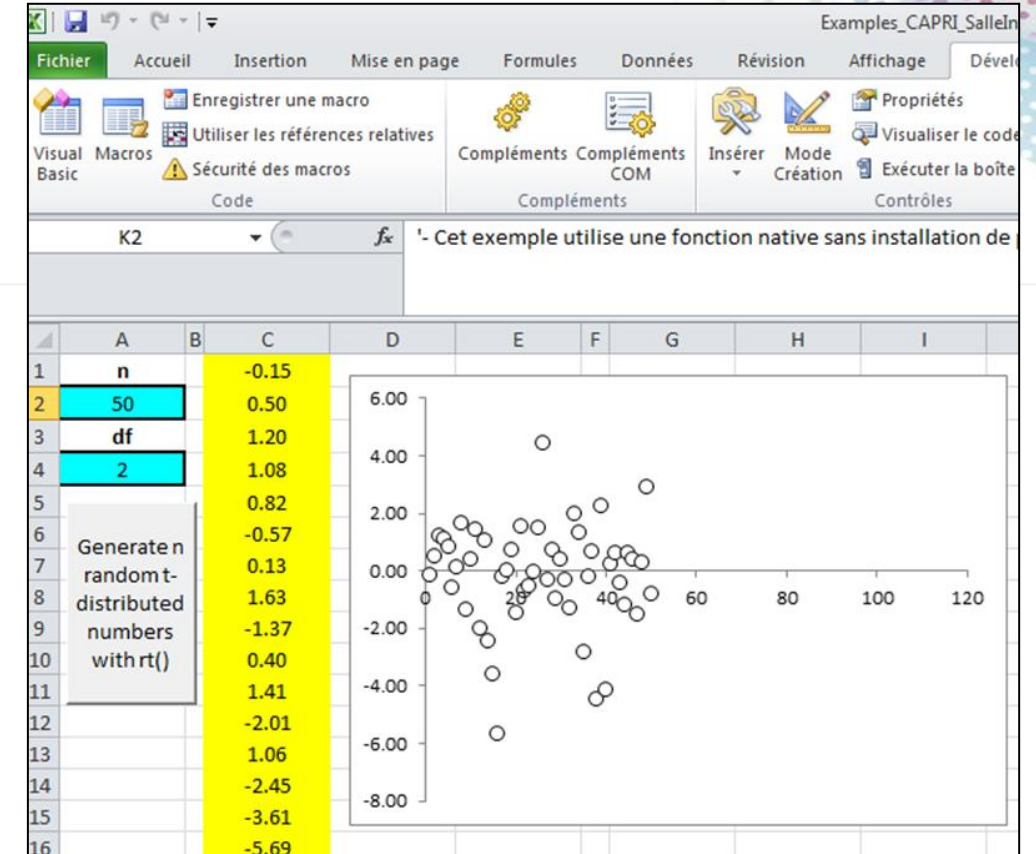 Examples_CAPRI_SalleIn
Fichier Accueil Insertion Mise en page Formules Données Révision Affichage Dévelo
Visual Basic
Macros
Enregistrer une macro
Utiliser les références relatives
Sécurité des macros
Code
Compléments
Compléments COM
Compléments
Insérer
Mode Création
Propriétés
Visualiser le code
Exécuter la boîte
Contrôles
K2
fx
'- Cet exemple utilise une fonction native sans installation de p
A B C D E F G H I
1 n -0.15
2 50 0.50
3 df 1.20
4 2 1.08
5 0.82
6 -0.57
7 0.13
8 1.63
9 -1.37
10 0.40
11 1.41
12 -2.01
13 1.06
14 -2.45
15 -3.61
16 -5.69
Generate n
random t-
distributed
numbers
with rt()
6.00
4.00
2.00
0.00
-2.00
-4.00
-6.00
-8.00
0 20 40 60 80 100 120